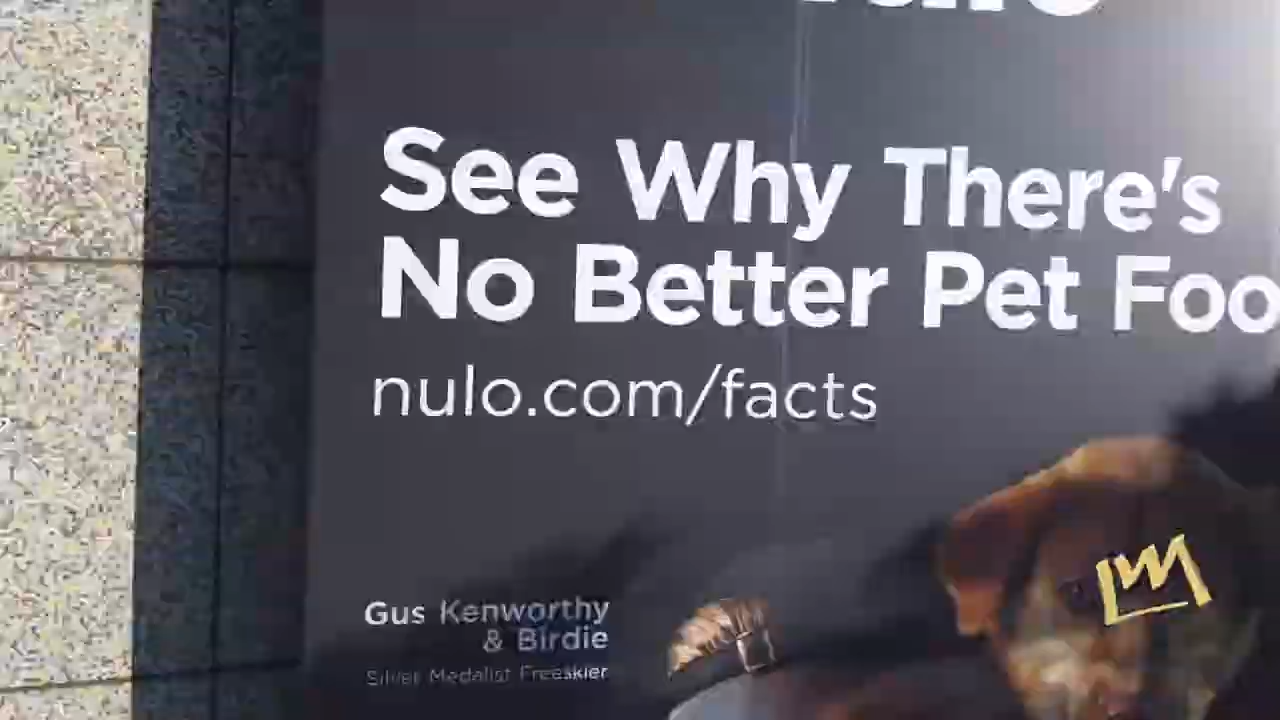 See Why There's
No Better Pet Foo
nulo.com/facts
Gus Kenworthy
& Birdie
Silver Medalist Freeskier